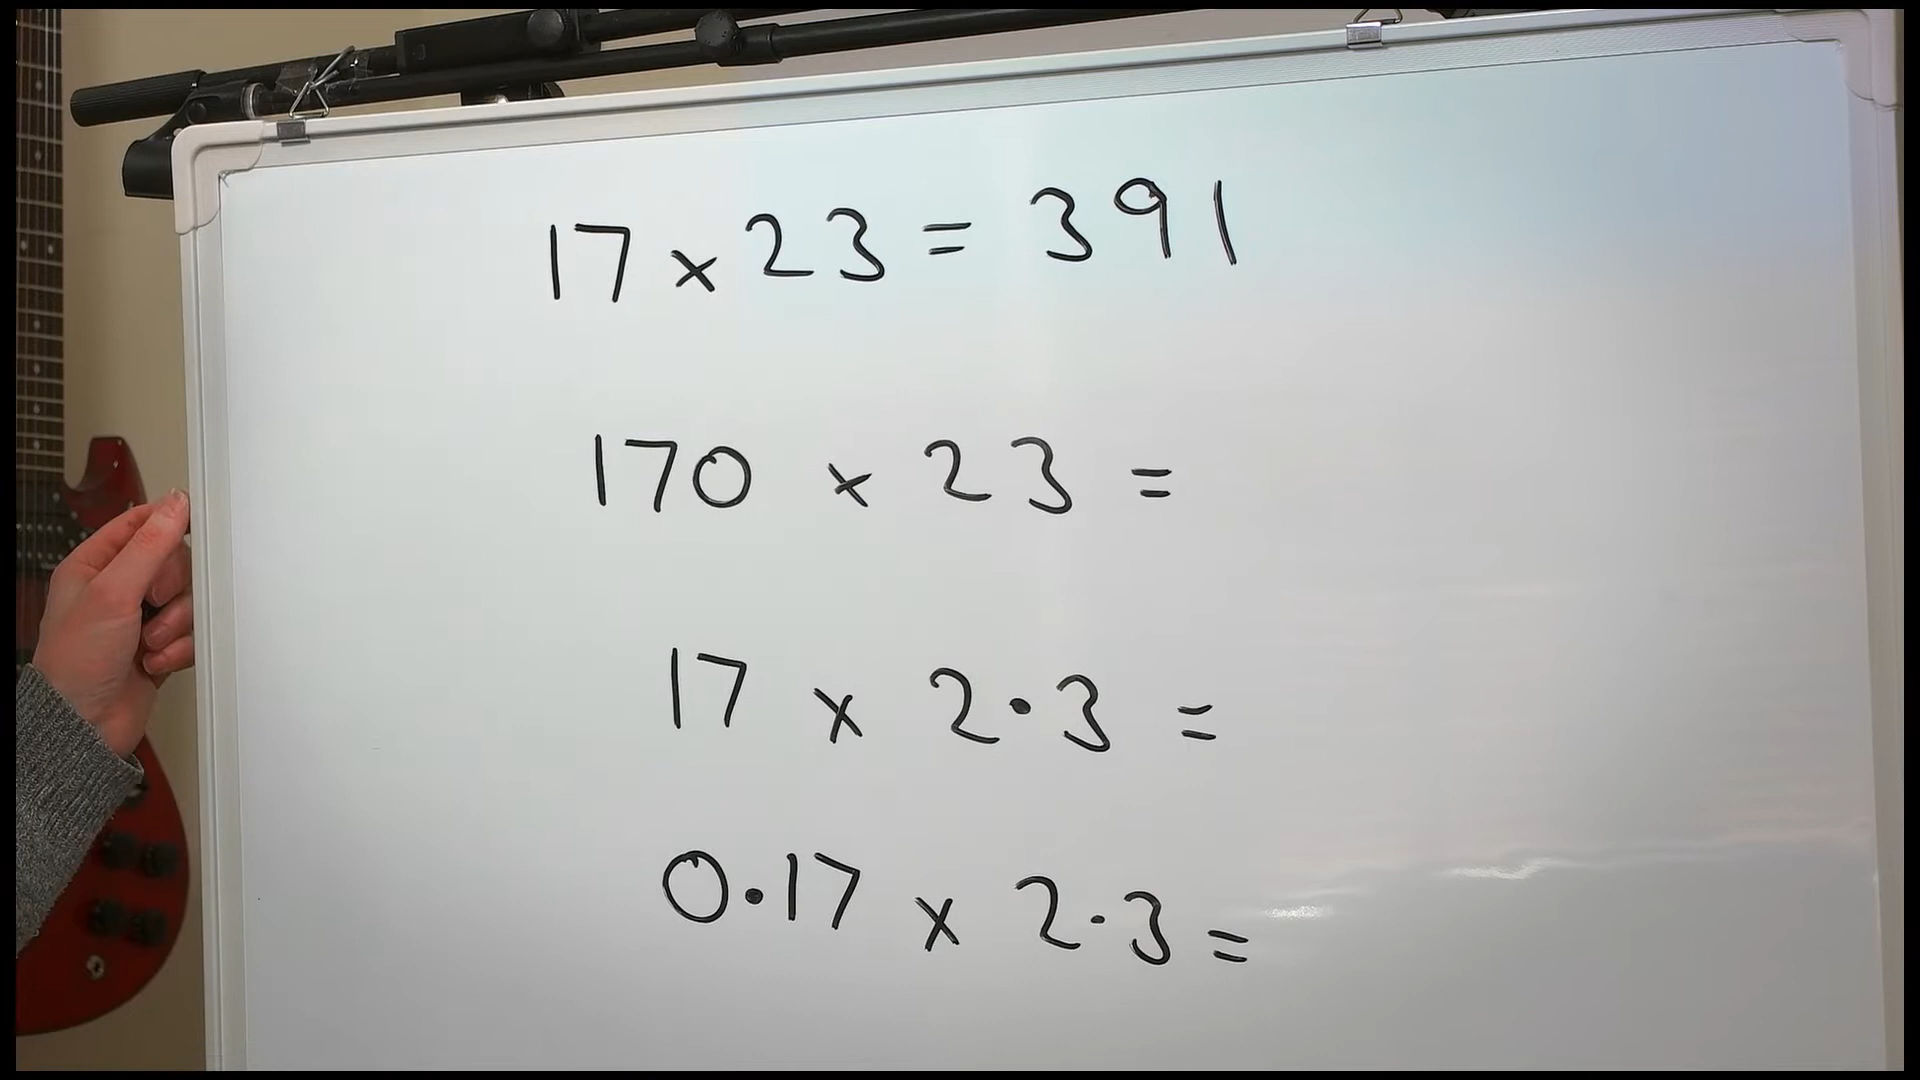 17 × 23 = 391
170 × 23 =
17 × 2·3 =
0·17 × 2·3 =